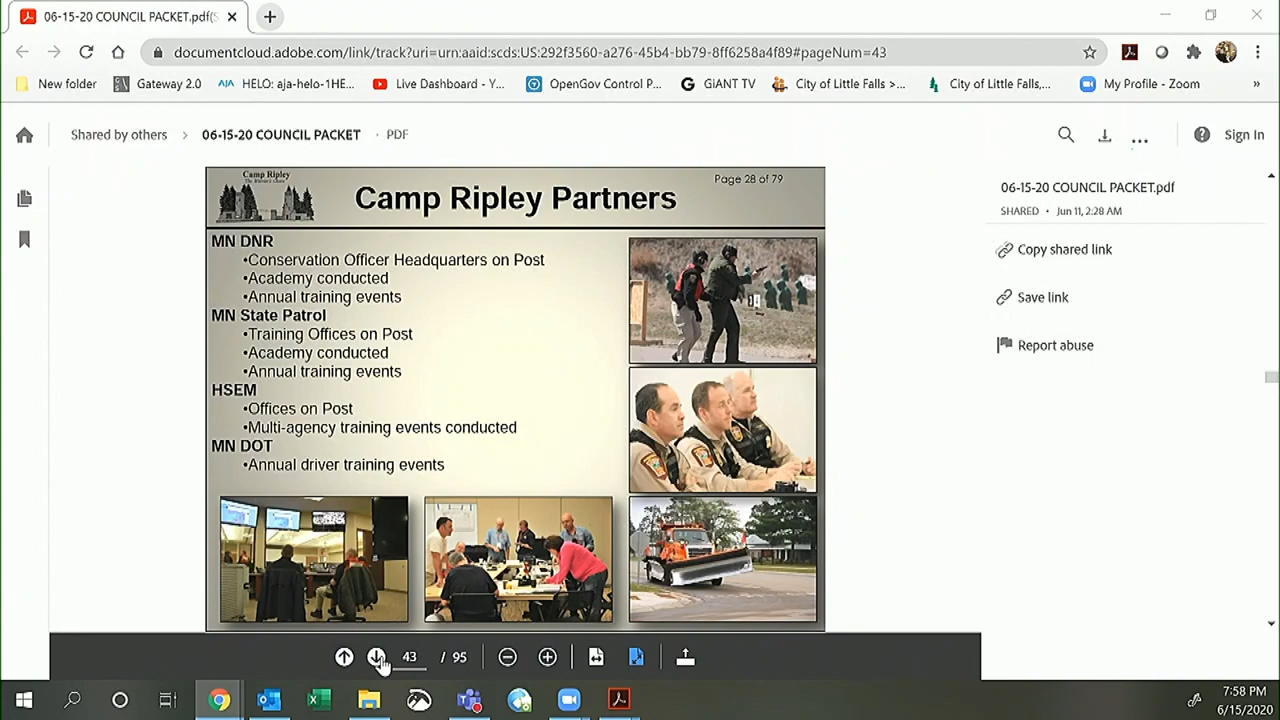 06-15-20 COUNCIL PACKET.pdf(S
documentcloud.adobe.com/link/track?uri=urn:aaid:scds:US:292f3560-a276-45b4-bb79-8ff6258a4f89#pageNum=43
New folder
Gateway 2.0
AJA HELO: aja-helo-1HE...
Live Dashboard - Y...
OpenGov Control P...
GiANT TV
City of Little Falls >...
City of Little Falls,...
My Profile - Zoom
»
Shared by others > 06-15-20 COUNCIL PACKET · PDF
... Sign In
Camp Ripley
Camp Ripley Partners
Page 28 of 79
MN DNR
•Conservation Officer Headquarters on Post
•Academy conducted
•Annual training events
MN State Patrol
•Training Offices on Post
•Academy conducted
•Annual training events
HSEM
•Offices on Post
•Multi-agency training events conducted
MN DOT
•Annual driver training events
06-15-20 COUNCIL PACKET.pdf
SHARED • Jun 11, 2:28 AM
Copy shared link
Save link
Report abuse
43 / 95
7:58 PM
6/15/2020